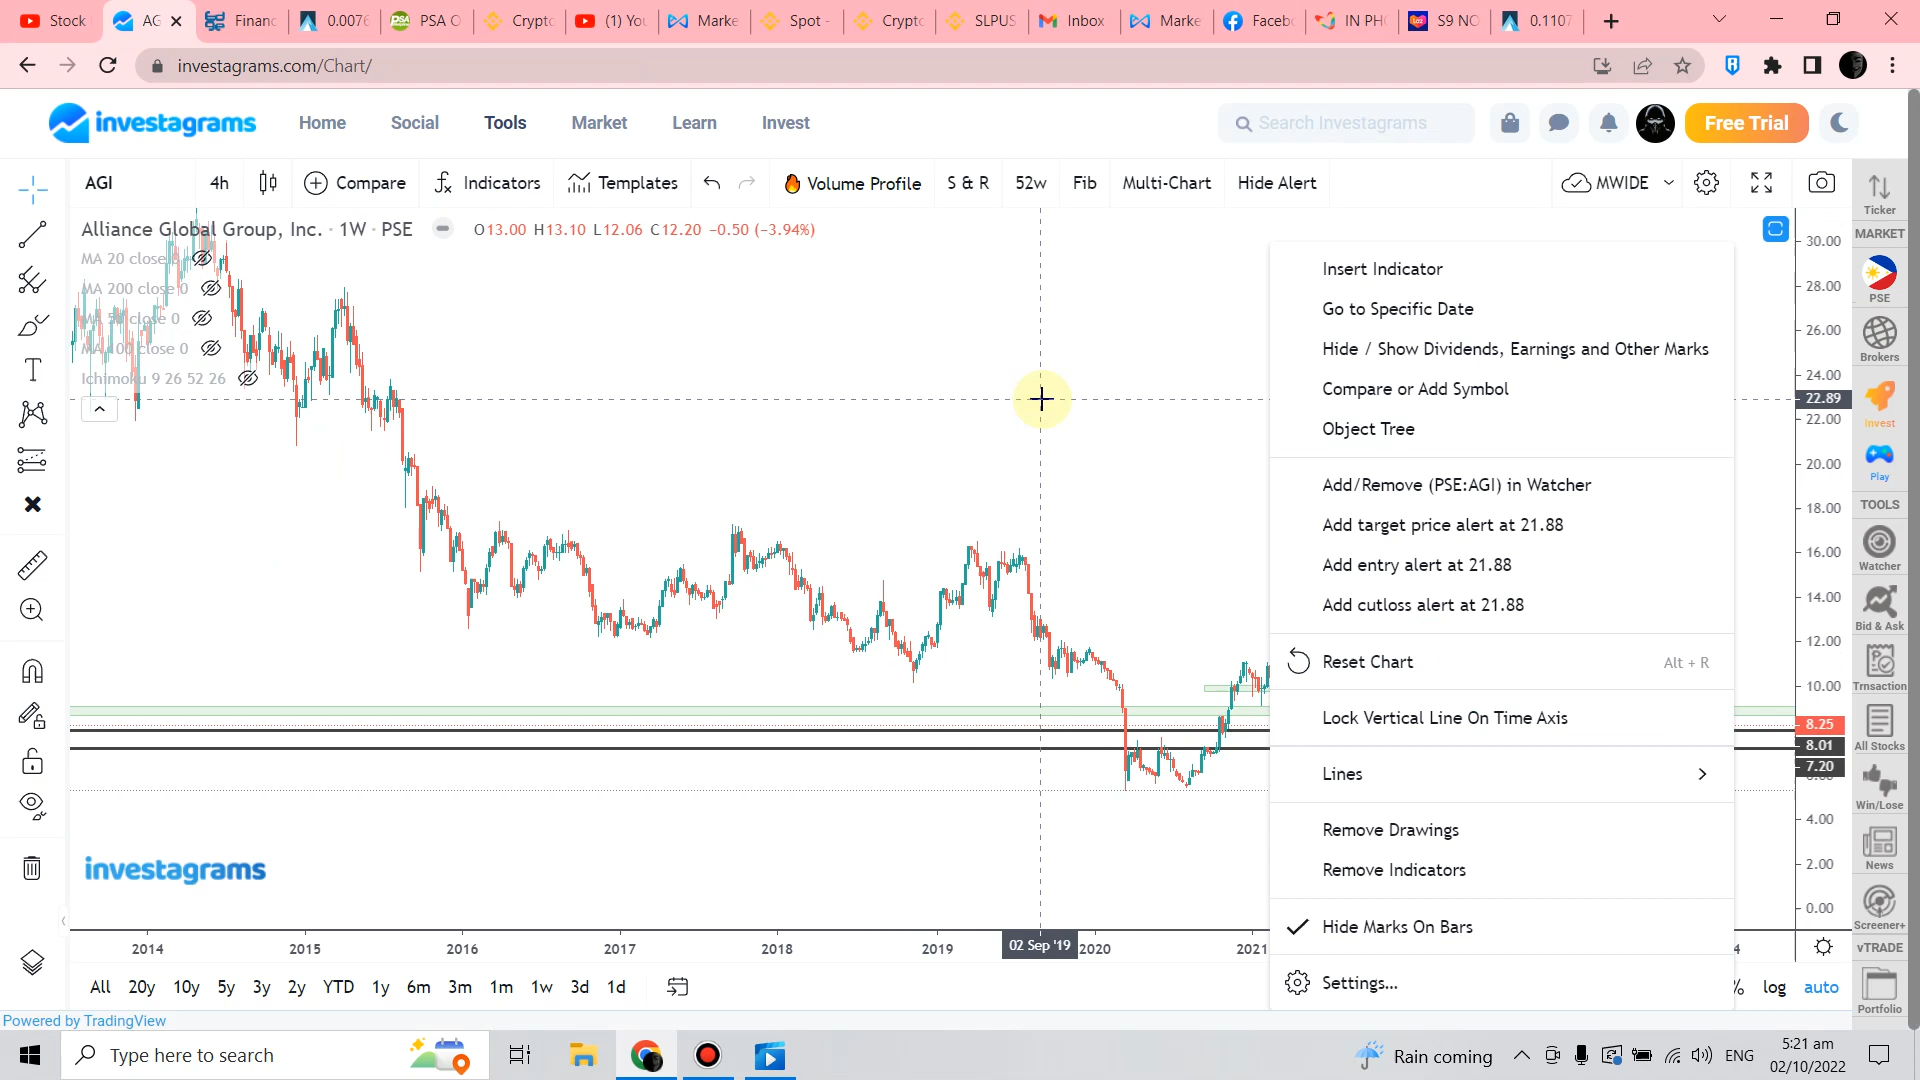 Stock
AG
Financ
0.0076
PSA O
Crypto
(1) You
Marke
Spot -
Crypto
SLPUS
Inbox
Marke
Facebo
IN PHO
S9 NO
0.1107
investagrams.com/Chart/
investagrams
Home
Social
Tools
Market
Learn
Invest
Search Investagrams
Free Trial
AGI
4h
Compare
Indicators
Templates
Volume Profile
S & R
52w
Fib
Multi-Chart
Hide Alert
MWIDE
Alliance Global Group, Inc. · 1W · PSE
O13.00 H13.10 L12.06 C12.20 −0.50 (−3.94%)
MA 20 close 0
MA 200 close 0
MA 50 close 0
MA 100 close 0
Ichimoku 9 26 52 26
Insert Indicator
Go to Specific Date
Hide / Show Dividends, Earnings and Other Marks
Compare or Add Symbol
Object Tree
Add/Remove (PSE:AGI) in Watcher
Add target price alert at 21.88
Add entry alert at 21.88
Add cutloss alert at 21.88
Reset Chart
Alt + R
Lock Vertical Line On Time Axis
Lines
Remove Drawings
Remove Indicators
Hide Marks On Bars
Settings...
30.00
28.00
26.00
24.00
22.89
22.00
20.00
18.00
16.00
14.00
12.00
10.00
8.25
8.01
7.20
4.00
2.00
0.00
Ticker
MARKET
PSE
Brokers
Invest
Play
TOOLS
Watcher
Bid & Ask
Trnsaction
All Stocks
Win/Lose
News
Screener+
vTRADE
Portfolio
investagrams
2014
2015
2016
2017
2018
2019
02 Sep '19
2020
2021
4
All
20y
10y
5y
3y
2y
YTD
1y
6m
3m
1m
1w
3d
1d
%
log
auto
Powered by TradingView
Type here to search
Rain coming
ENG
5:21 am
02/10/2022